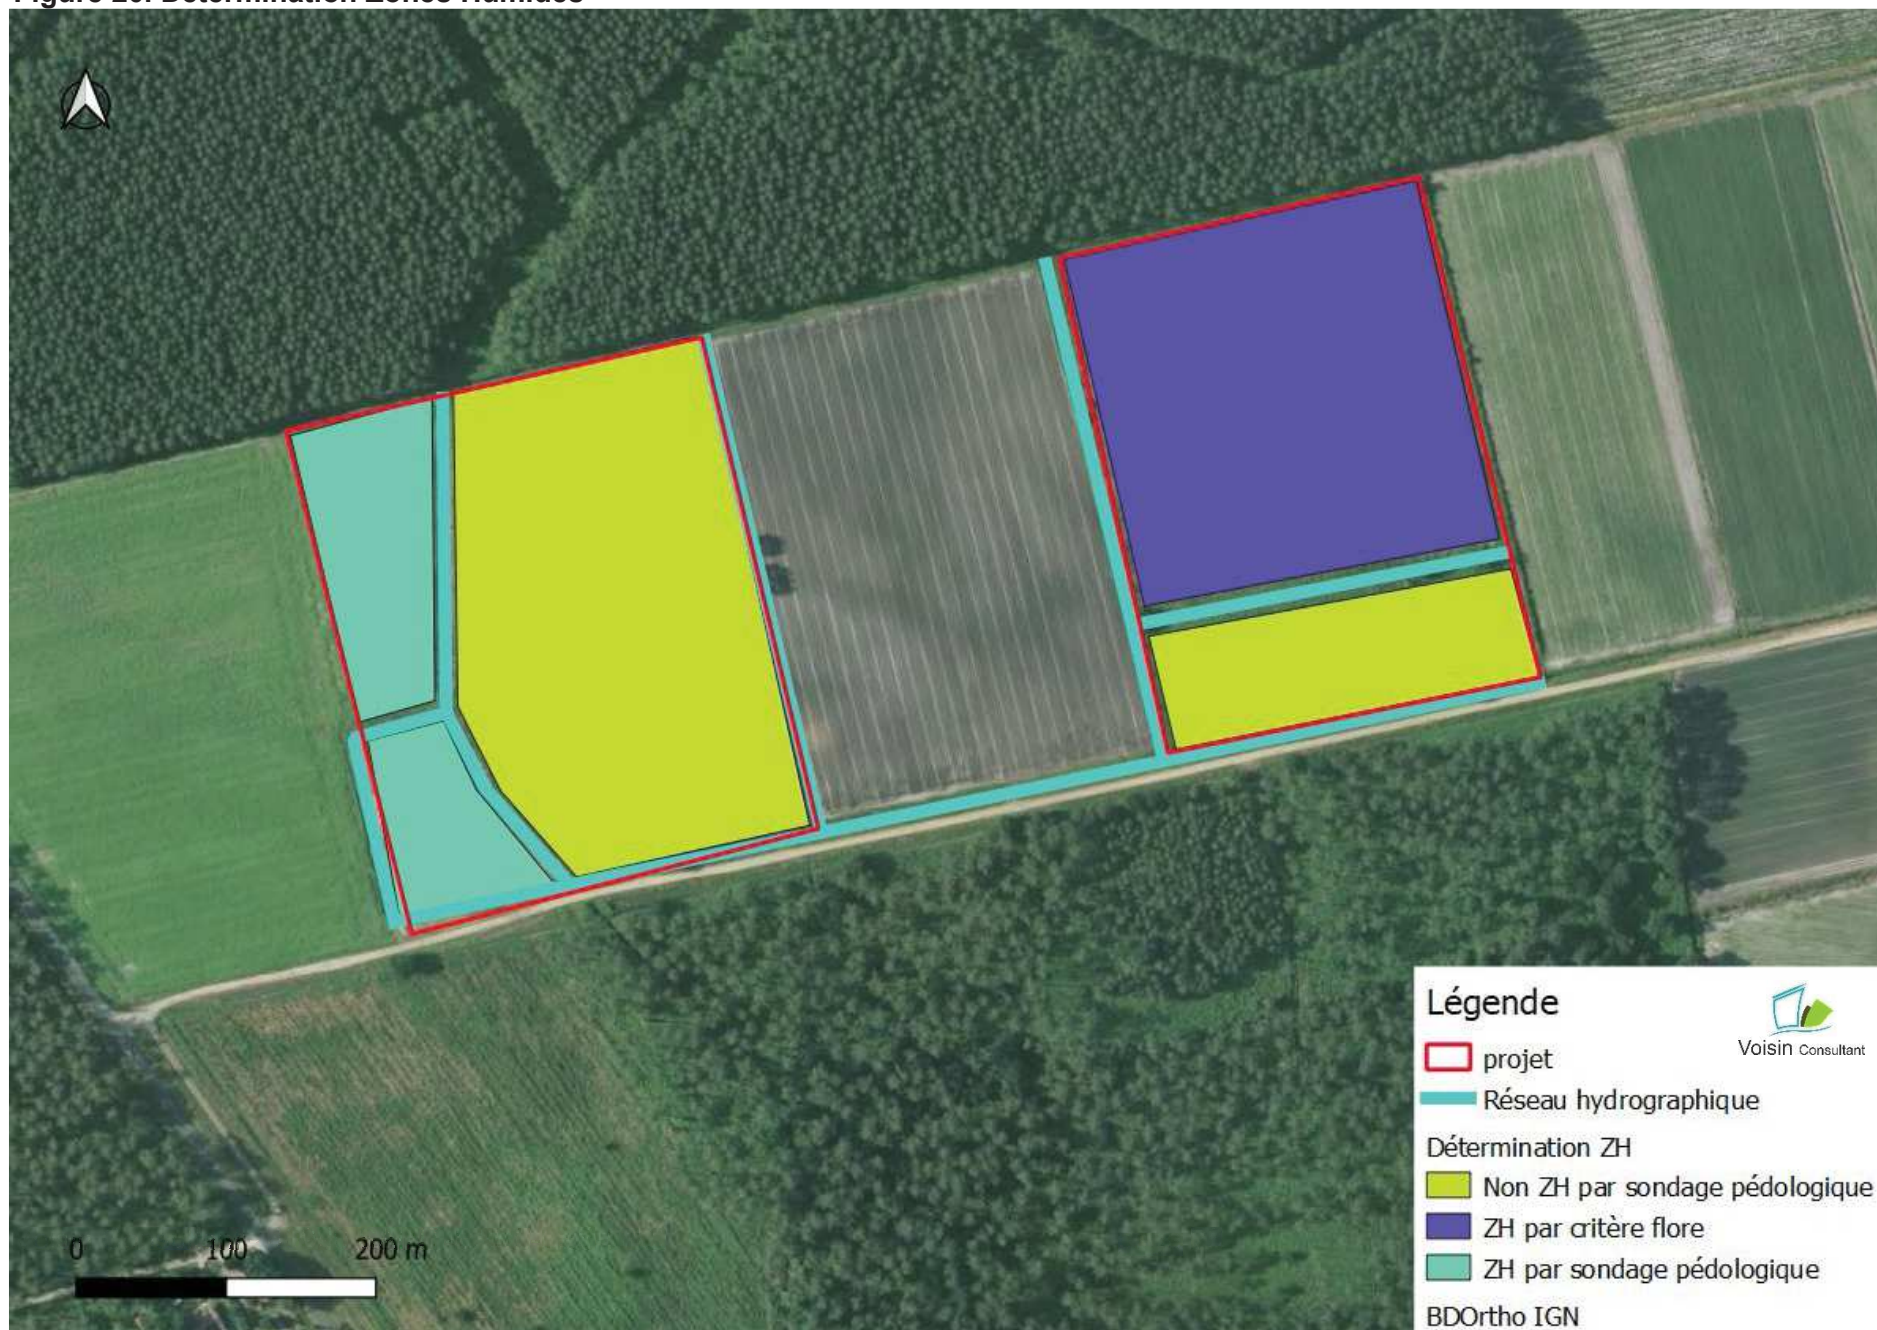 0 100 200 m
Légende
Voisin Consultant
projet
Réseau hydrographique
Détermination ZH
Non ZH par sondage pédologique
ZH par critère flore
ZH par sondage pédologique
BDOrtho IGN